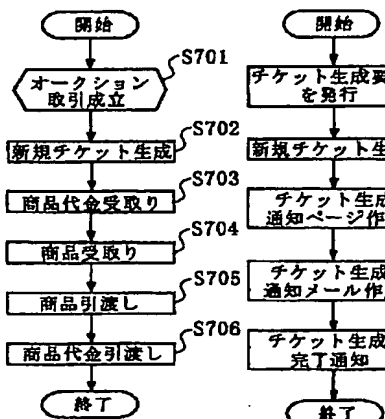 開始
オークション
取引成立
S701
新規チケット生成
S702
商品代金受取り
S703
商品受取り
S704
商品引渡し
S705
商品代金引渡し
S706
終了
開始
チケット生成要
を発行
新規チケット生
チケット生成
通知ページ作
チケット生成
通知メール作
チケット生成
完了通知
終了